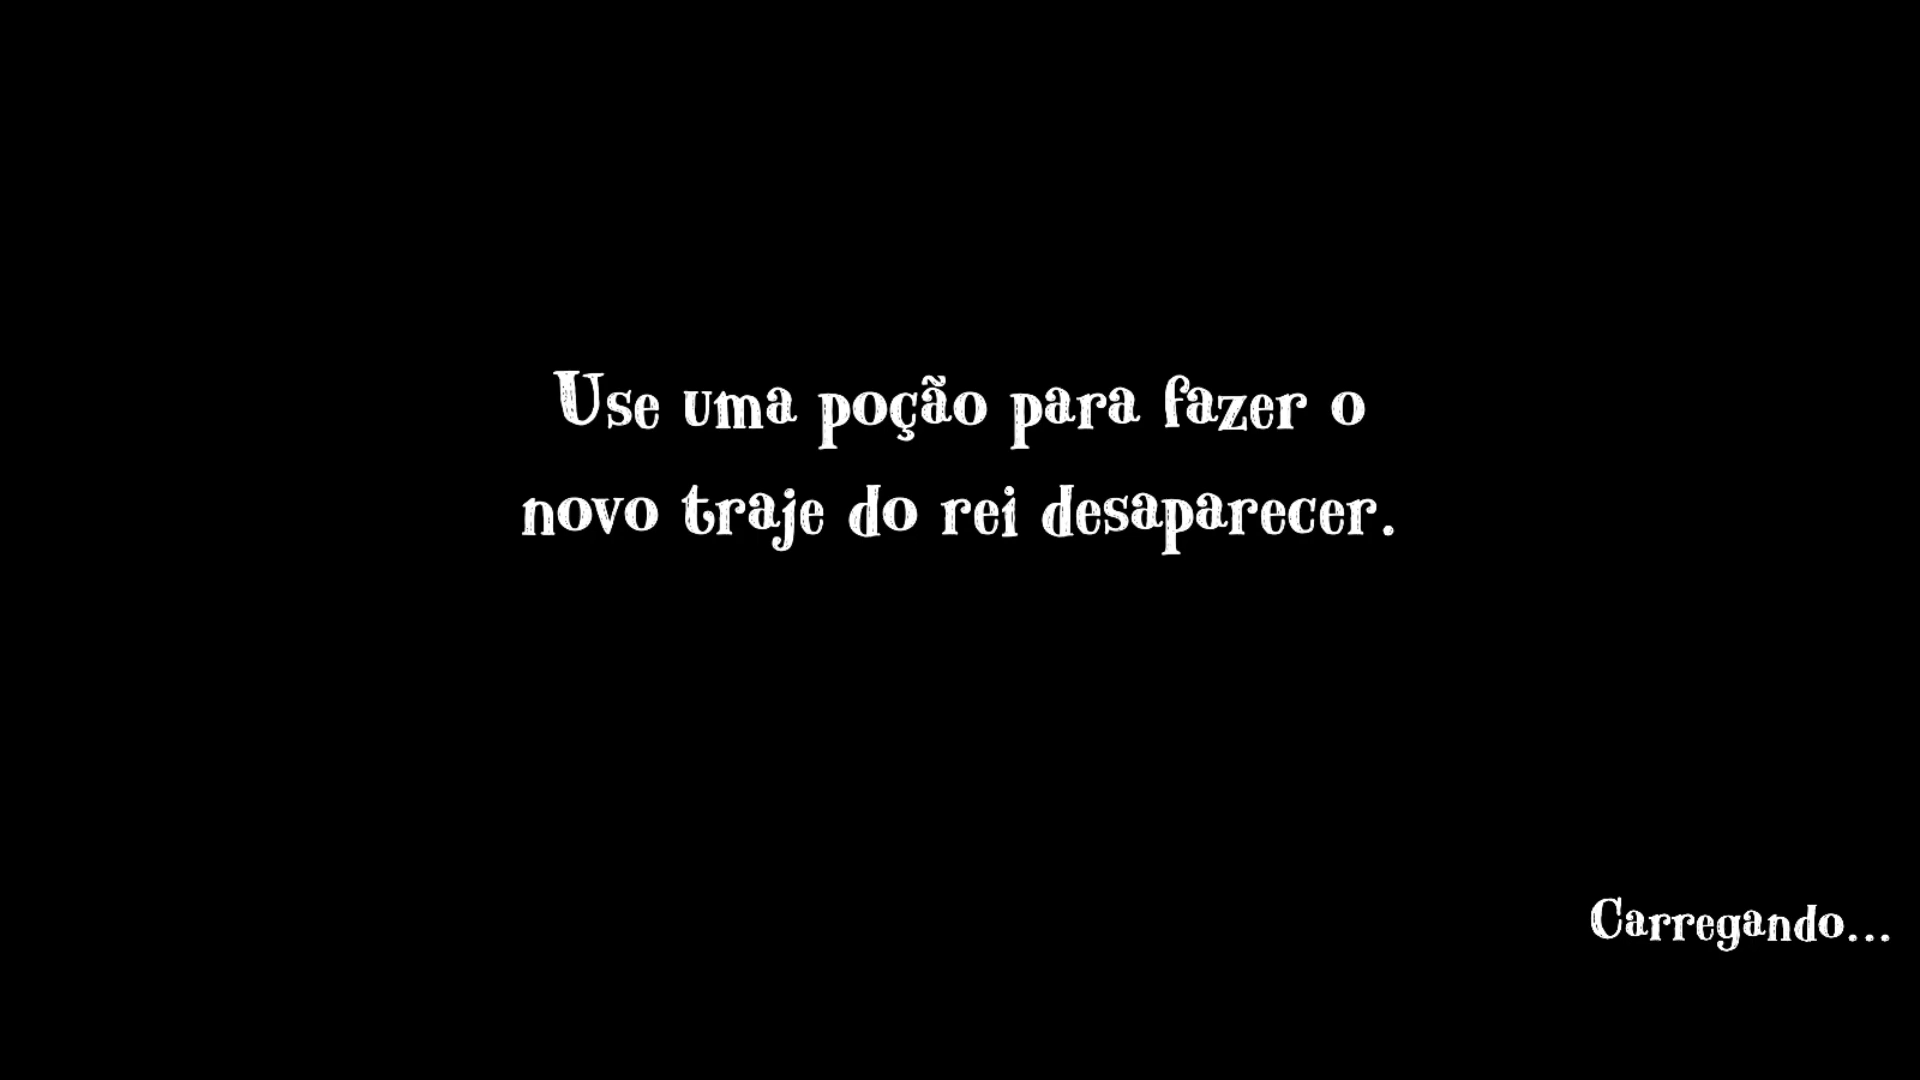 Use uma poção para fazer o
novo traje do rei desaparecer.
Carregando...